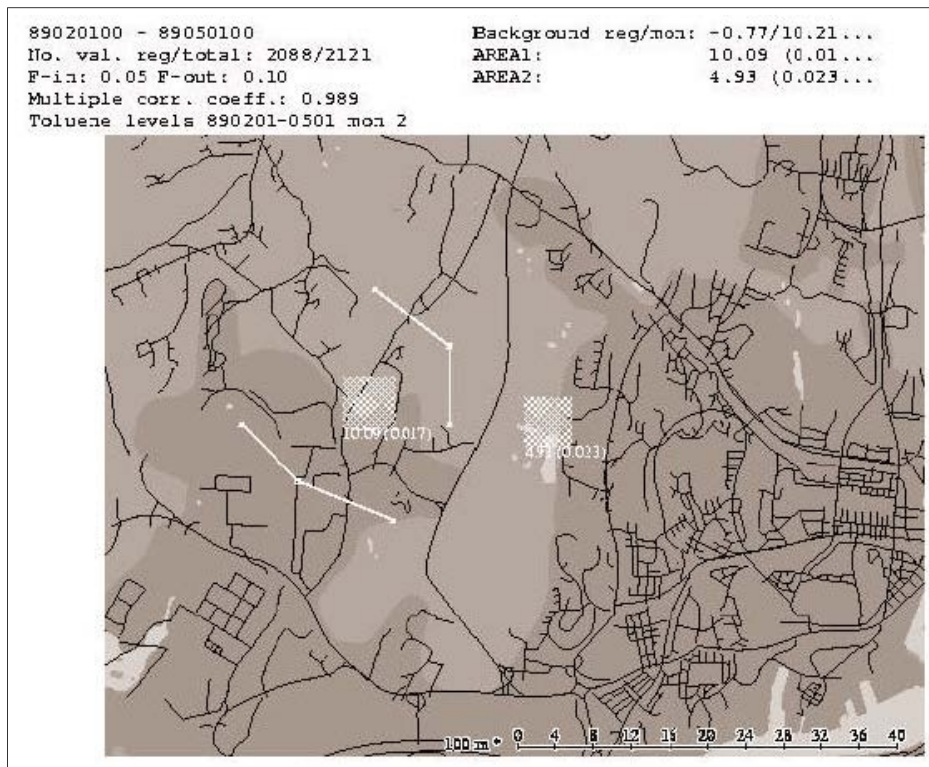 89020100 - 89050100
No. val. reg/total: 2088/2121
F-in: 0.05 F-out: 0.10
Multiple corr. coeff.: 0.989
Toluene levels 890201-0501 mon 2
Background reg/mon: -0.77/10.21...
AREA1: 10.09 (0.01...
AREA2: 4.93 (0.023...
10.09 (0.017)
4.93 (0.023)
100 m * 0 4 8 12 16 20 24 28 32 36 40